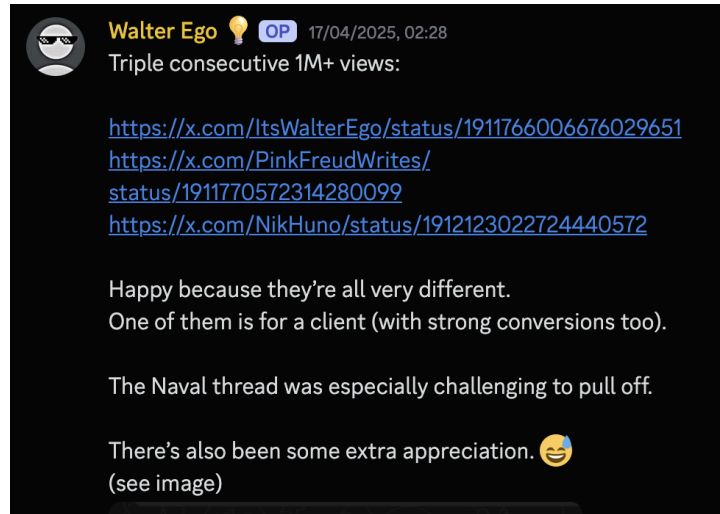 Walter Ego 💡 OP 17/04/2025, 02:28
Triple consecutive 1M+ views:
https://x.com/ItsWalterEgo/status/1911766006676029651
https://x.com/PinkFreudWrites/
status/1911770572314280099
https://x.com/NikHuno/status/1912123022724440572
Happy because they’re all very different.
One of them is for a client (with strong conversions too).
The Naval thread was especially challenging to pull off.
There’s also been some extra appreciation. 😅
(see image)